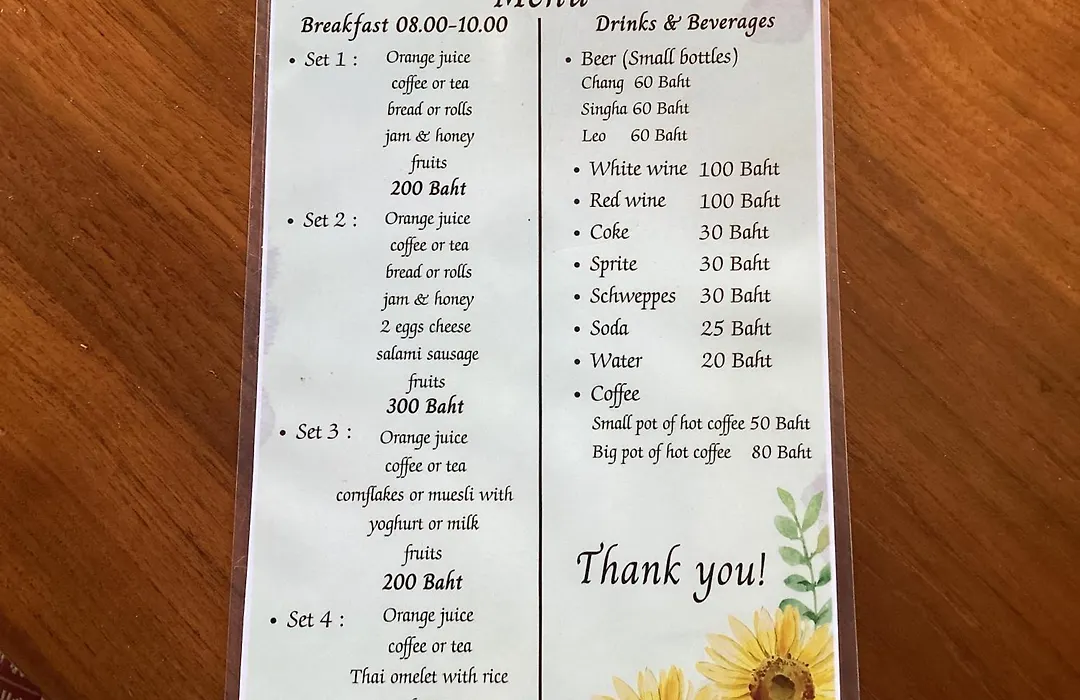 Menu
Breakfast 08.00-10.00
• Set 1 : Orange juice
coffee or tea
bread or rolls
jam & honey
fruits
200 Baht
• Set 2 : Orange juice
coffee or tea
bread or rolls
jam & honey
2 eggs cheese
salami sausage
fruits
300 Baht
• Set 3 : Orange juice
coffee or tea
cornflakes or muesli with
yoghurt or milk
fruits
200 Baht
• Set 4 : Orange juice
coffee or tea
Thai omelet with rice
Drinks & Beverages
• Beer (Small bottles)
Chang 60 Baht
Singha 60 Baht
Leo 60 Baht
• White wine 100 Baht
• Red wine 100 Baht
• Coke 30 Baht
• Sprite 30 Baht
• Schweppes 30 Baht
• Soda 25 Baht
• Water 20 Baht
• Coffee
Small pot of hot coffee 50 Baht
Big pot of hot coffee 80 Baht
Thank you!